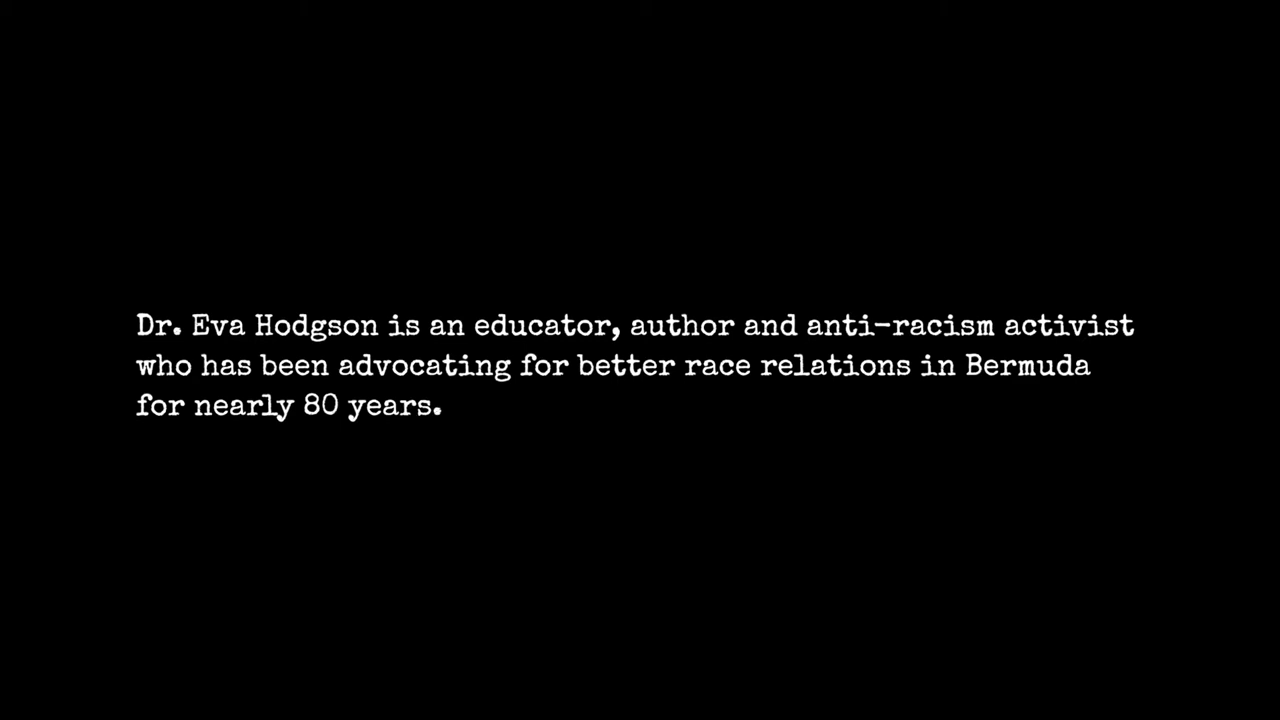 Dr. Eva Hodgson is an educator, author and anti-racism activist
who has been advocating for better race relations in Bermuda
for nearly 80 years.